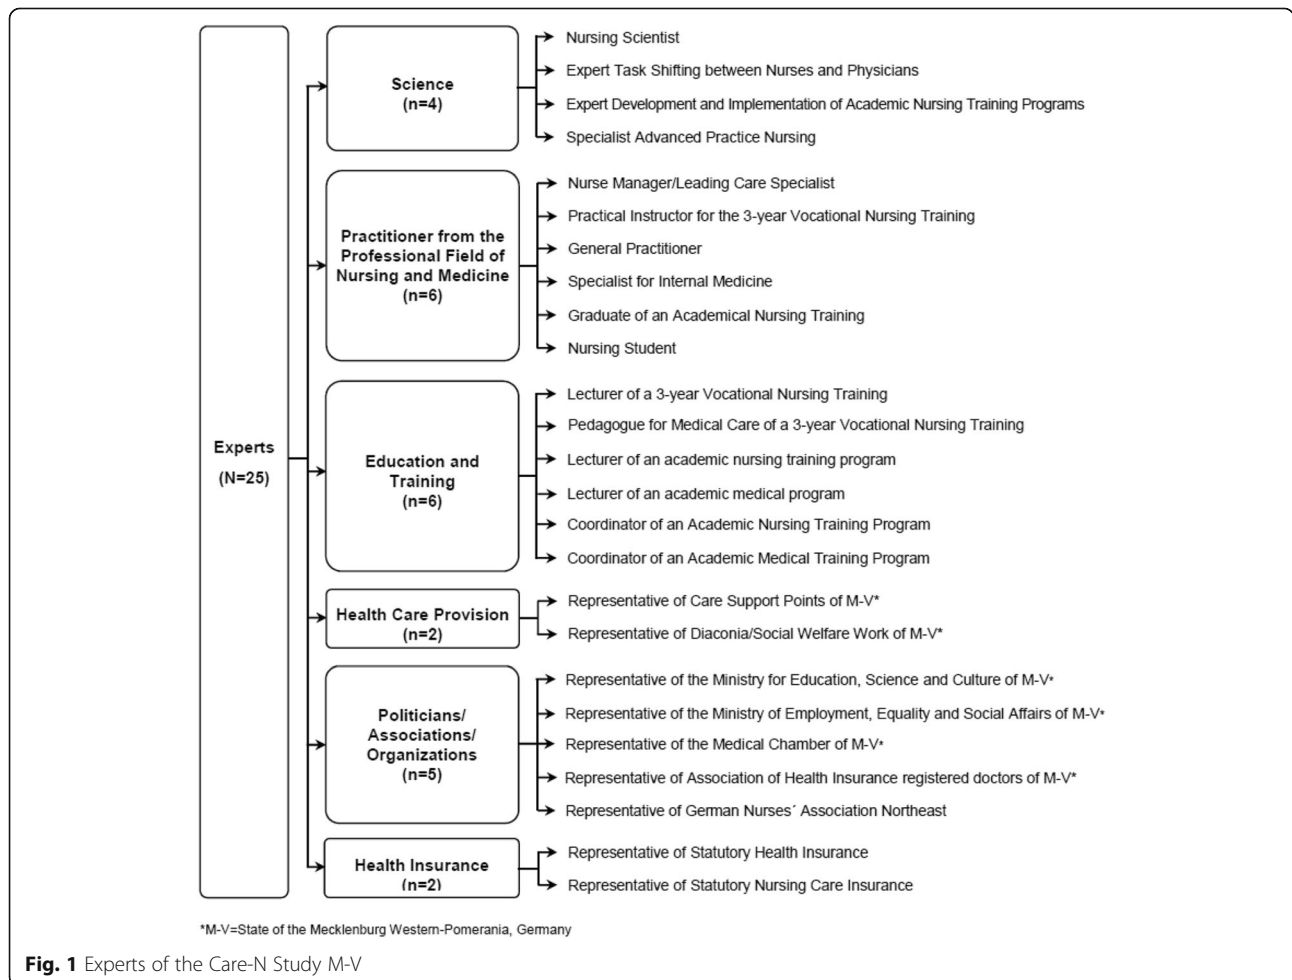 Experts
(N=25)
Science
(n=4)
Nursing Scientist
Expert Task Shifting between Nurses and Physicians
Expert Development and Implementation of Academic Nursing Training Programs
Specialist Advanced Practice Nursing
Practitioner from the
Professional Field of
Nursing and Medicine
(n=6)
Nurse Manager/Leading Care Specialist
Practical Instructor for the 3-year Vocational Nursing Training
General Practitioner
Specialist for Internal Medicine
Graduate of an Academical Nursing Training
Nursing Student
Education and
Training
(n=6)
Lecturer of a 3-year Vocational Nursing Training
Pedagogue for Medical Care of a 3-year Vocational Nursing Training
Lecturer of an academic nursing training program
Lecturer of an academic medical program
Coordinator of an Academic Nursing Training Program
Coordinator of an Academic Medical Training Program
Health Care Provision
(n=2)
Representative of Care Support Points of M-V*
Representative of Diaconia/Social Welfare Work of M-V*
Politicians/
Associations/
Organizations
(n=5)
Representative of the Ministry for Education, Science and Culture of M-V*
Representative of the Ministry of Employment, Equality and Social Affairs of M-V*
Representative of the Medical Chamber of M-V*
Representative of Association of Health Insurance registered doctors of M-V*
Representative of German Nurses´ Association Northeast
Health Insurance
(n=2)
Representative of Statutory Health Insurance
Representative of Statutory Nursing Care Insurance
*M-V=State of the Mecklenburg Western-Pomerania, Germany
Fig. 1 Experts of the Care-N Study M-V